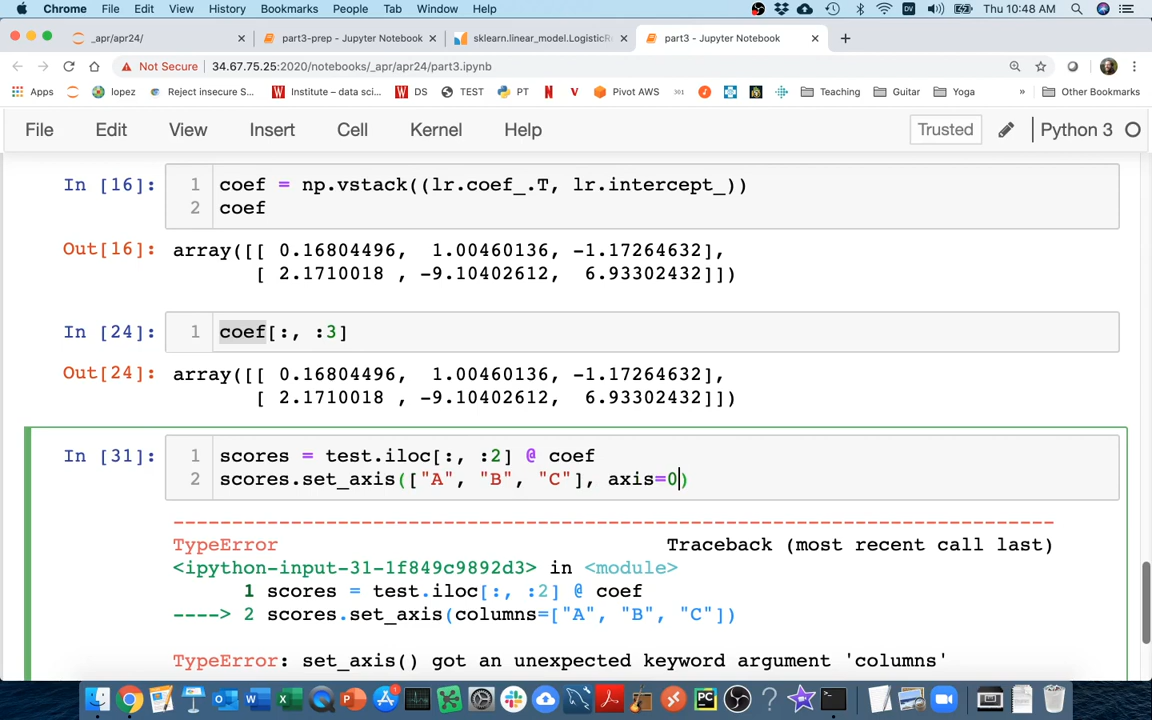 Chrome File Edit View History Bookmarks People Tab Window Help Thu 10:48 AM
_apr/apr24/ part3-prep - Jupyter Notebook sklearn.linear_model.LogisticR part3 - Jupyter Notebook
Not Secure 34.67.75.25:2020/notebooks/_apr/apr24/part3.ipynb
Apps lopez Reject insecure S... Institute – data sci... DS TEST PT Pivot AWS 301 Teaching Guitar Yoga » Other Bookmarks
File Edit View Insert Cell Kernel Help Trusted Python 3
In [16]: 1 coef = np.vstack((lr.coef_.T, lr.intercept_))
2 coef
Out[16]: array([[ 0.16804496, 1.00460136, -1.17264632],
[ 2.1710018 , -9.10402612, 6.93302432]])
In [24]: 1 coef[:, :3]
Out[24]: array([[ 0.16804496, 1.00460136, -1.17264632],
[ 2.1710018 , -9.10402612, 6.93302432]])
In [31]: 1 scores = test.iloc[:, :2] @ coef
2 scores.set_axis(["A", "B", "C"], axis=0)
---------------------------------------------------------------------------
TypeError Traceback (most recent call last)
<ipython-input-31-1f849c9892d3> in <module>
1 scores = test.iloc[:, :2] @ coef
----> 2 scores.set_axis(columns=["A", "B", "C"])
TypeError: set_axis() got an unexpected keyword argument 'columns'